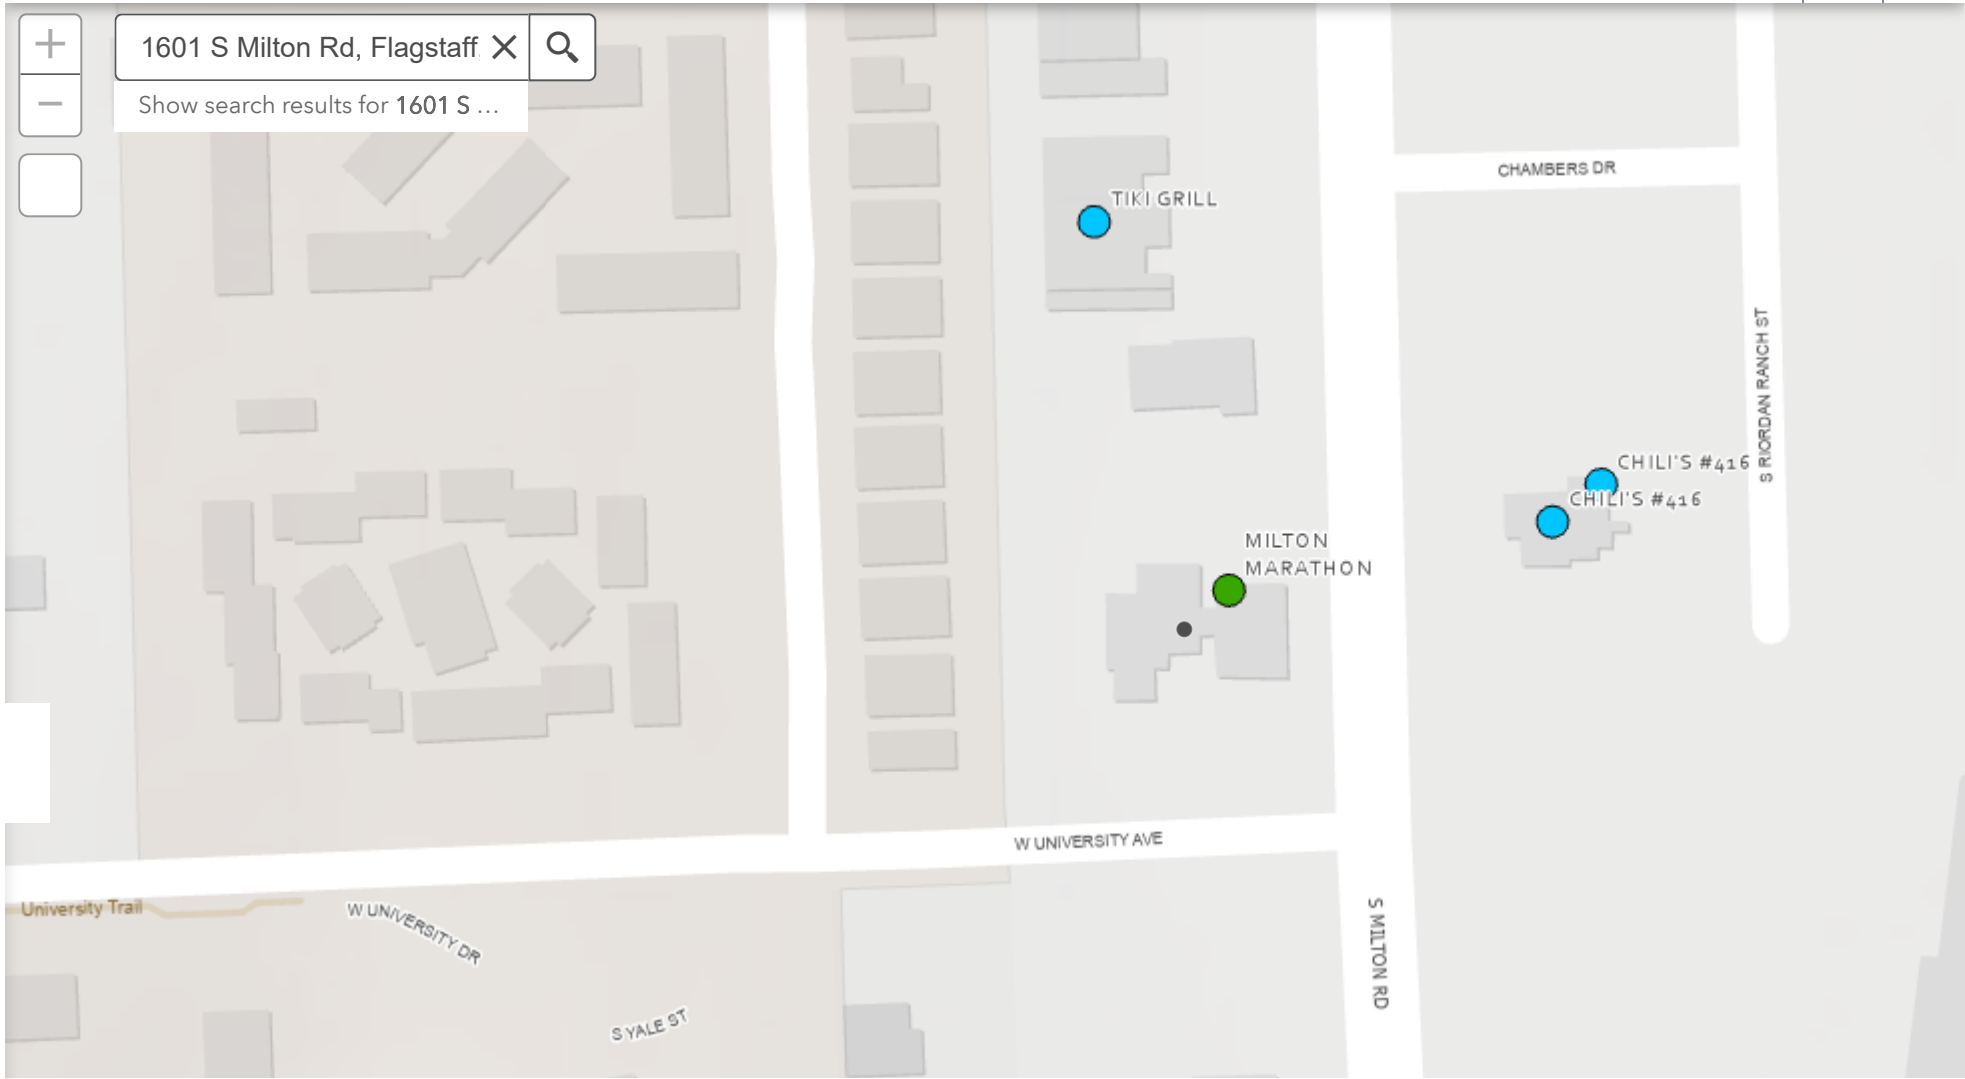 1601 S Milton Rd, Flagstaff
Show search results for 1601 S ...
CHAMBERS DR
TIKI GRILL
S RIORDAN RANCH ST
CHILI'S #416
CHILI'S #416
MILTON
MARATHON
W UNIVERSITY AVE
University Trail
W UNIVERSITY DR
S MILTON RD
S YALE ST